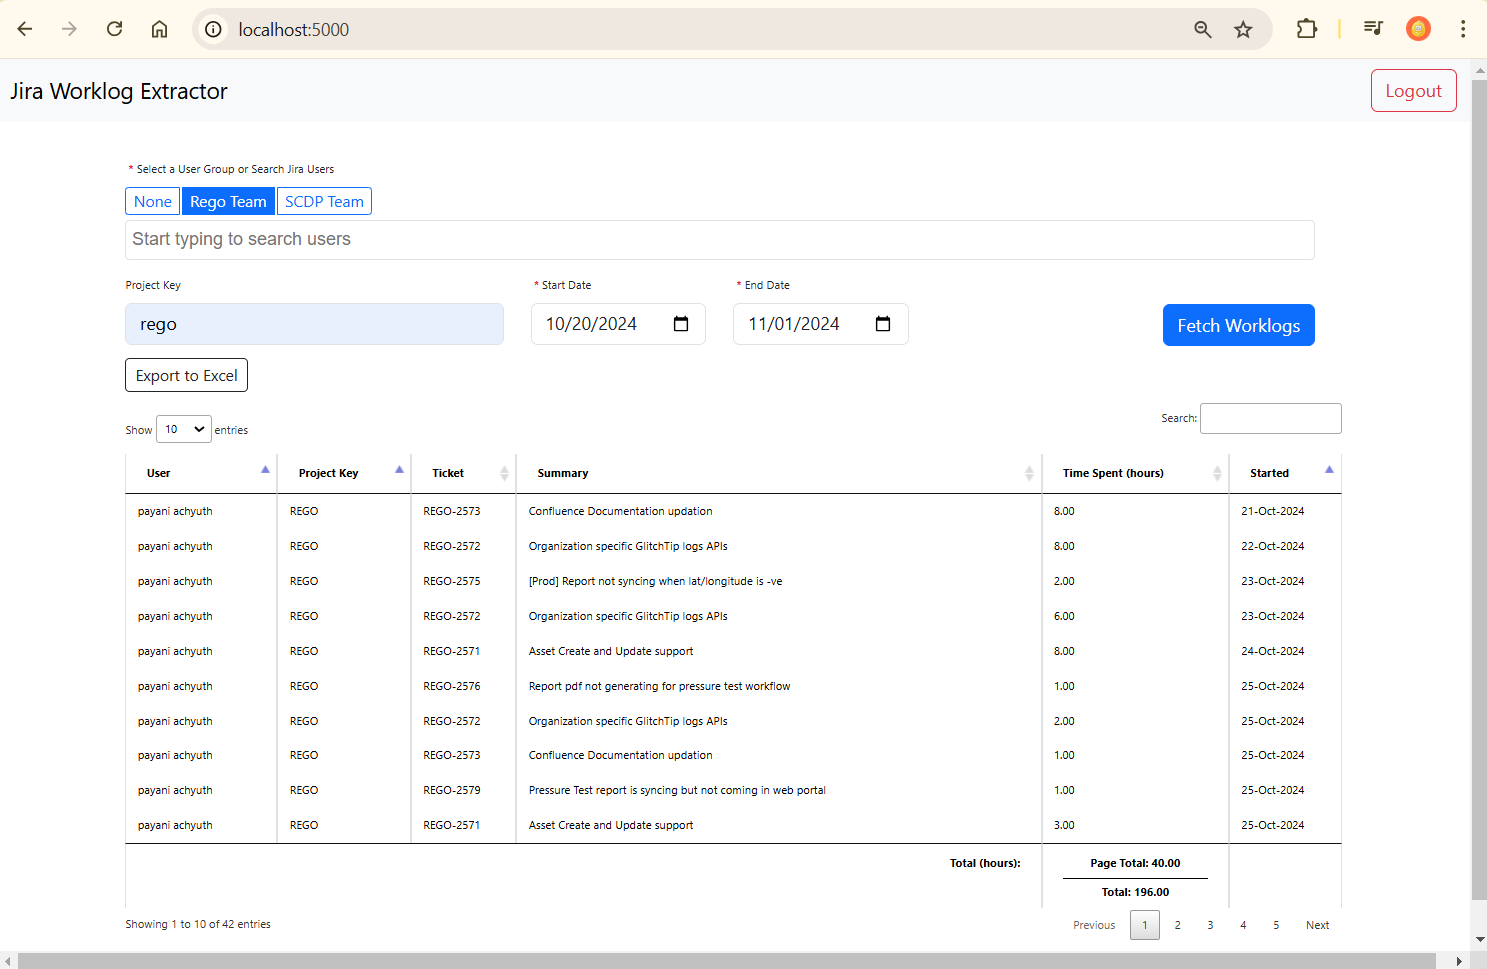 localhost:5000
Jira Worklog Extractor
Logout
* Select a User Group or Search Jira Users
None Rego Team SCDP Team
Start typing to search users
Project Key * Start Date * End Date
rego 10/20/2024 11/01/2024 Fetch Worklogs
Export to Excel
Show 10 entries Search:
User Project Key Ticket Summary Time Spent (hours) Started
payani achyuth REGO REGO-2573 Confluence Documentation updation 8.00 21-Oct-2024
payani achyuth REGO REGO-2572 Organization specific GlitchTip logs APIs 8.00 22-Oct-2024
payani achyuth REGO REGO-2575 [Prod] Report not syncing when lat/longitude is -ve 2.00 23-Oct-2024
payani achyuth REGO REGO-2572 Organization specific GlitchTip logs APIs 6.00 23-Oct-2024
payani achyuth REGO REGO-2571 Asset Create and Update support 8.00 24-Oct-2024
payani achyuth REGO REGO-2576 Report pdf not generating for pressure test workflow 1.00 25-Oct-2024
payani achyuth REGO REGO-2572 Organization specific GlitchTip logs APIs 2.00 25-Oct-2024
payani achyuth REGO REGO-2573 Confluence Documentation updation 1.00 25-Oct-2024
payani achyuth REGO REGO-2579 Pressure Test report is syncing but not coming in web portal 1.00 25-Oct-2024
payani achyuth REGO REGO-2571 Asset Create and Update support 3.00 25-Oct-2024
Total (hours): Page Total: 40.00
Total: 196.00
Showing 1 to 10 of 42 entries Previous 1 2 3 4 5 Next